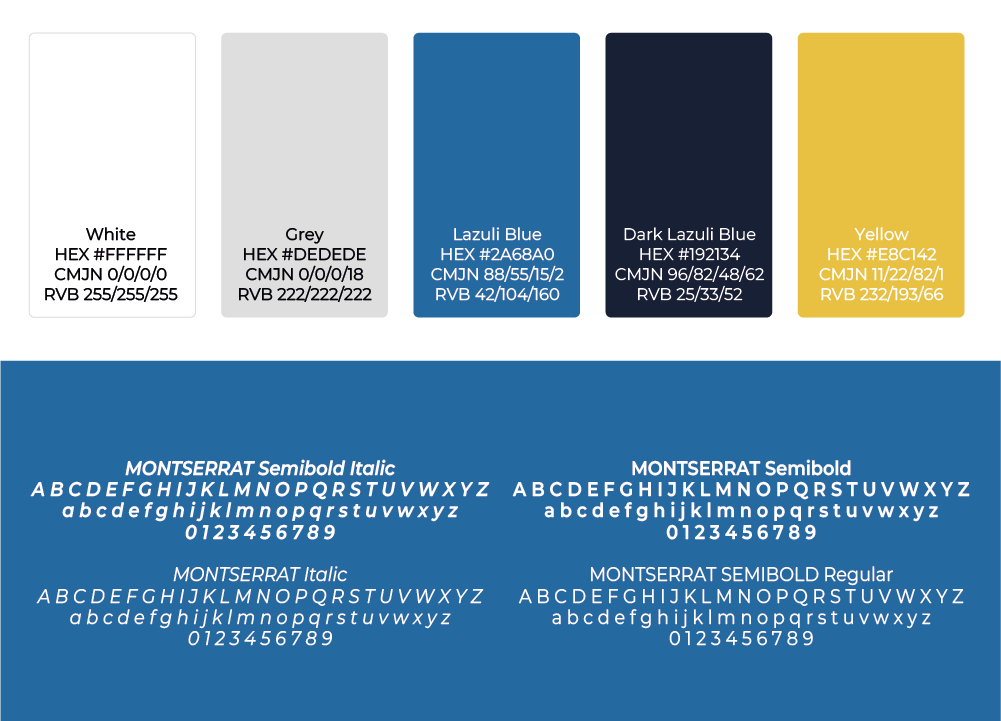 White
HEX #FFFFFF
CMJN 0/0/0/0
RVB 255/255/255
Grey
HEX #DEDEDE
CMJN 0/0/0/18
RVB 222/222/222
Lazuli Blue
HEX #2A68A0
CMJN 88/55/15/2
RVB 42/104/160
Dark Lazuli Blue
HEX #192134
CMJN 96/82/48/62
RVB 25/33/52
Yellow
HEX #E8C142
CMJN 11/22/82/1
RVB 232/193/66
MONTSERRAT Semibold Italic
A B C D E F G H I J K L M N O P Q R S T U V W X Y Z
a b c d e f g h i j k l m n o p q r s t u v w x y z
0 1 2 3 4 5 6 7 8 9
MONTSERRAT Semibold
A B C D E F G H I J K L M N O P Q R S T U V W X Y Z
a b c d e f g h i j k l m n o p q r s t u v w x y z
0 1 2 3 4 5 6 7 8 9
MONTSERRAT Italic
A B C D E F G H I J K L M N O P Q R S T U V W X Y Z
a b c d e f g h i j k l m n o p q r s t u v w x y z
0 1 2 3 4 5 6 7 8 9
MONTSERRAT SEMIBOLD Regular
A B C D E F G H I J K L M N O P Q R S T U V W X Y Z
a b c d e f g h i j k l m n o p q r s t u v w x y z
0 1 2 3 4 5 6 7 8 9